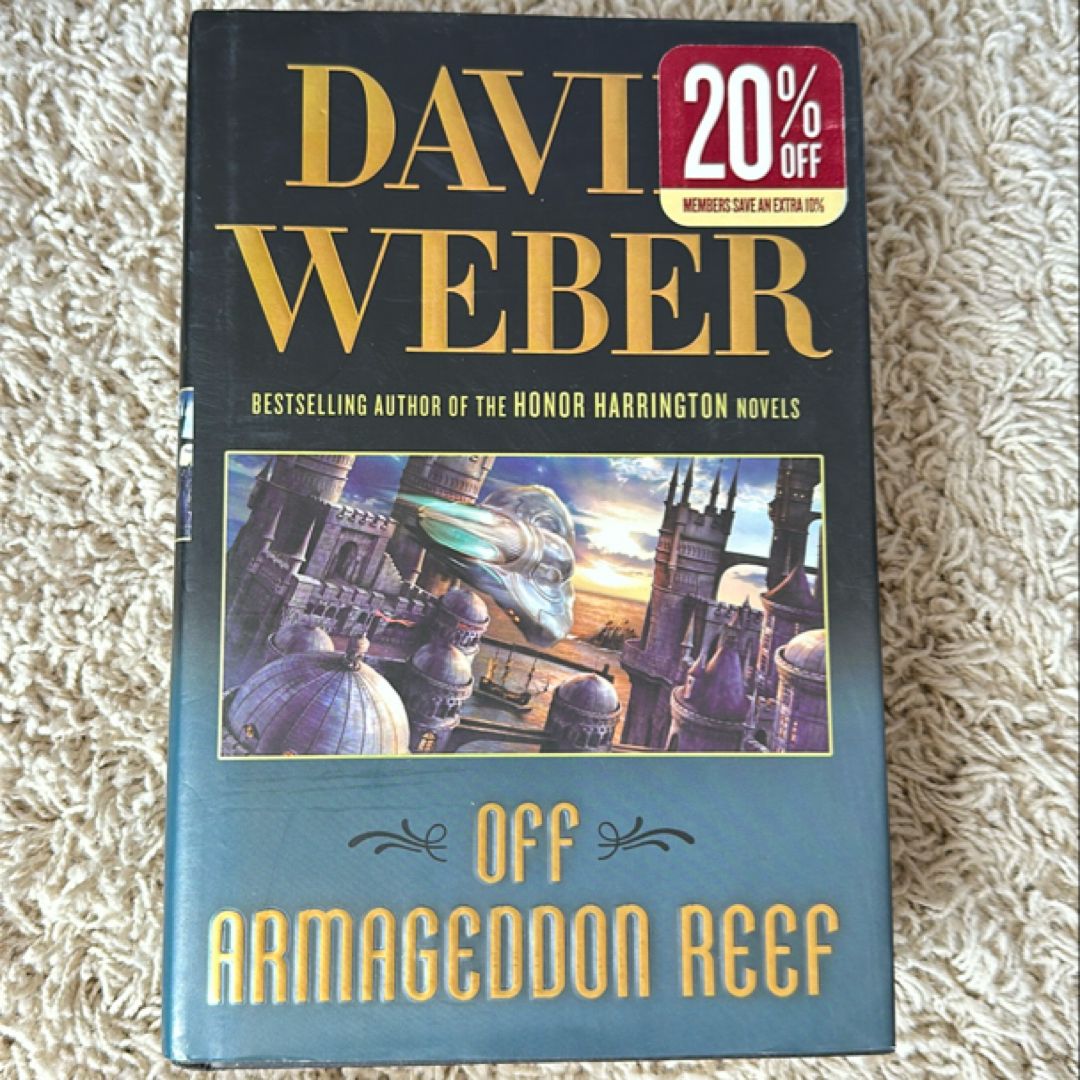 DAVI
WEBER
20% OFF
MEMBERS SAVE AN EXTRA 10%
BESTSELLING AUTHOR OF THE HONOR HARRINGTON NOVELS
OFF
ARMAGEDDON REEF